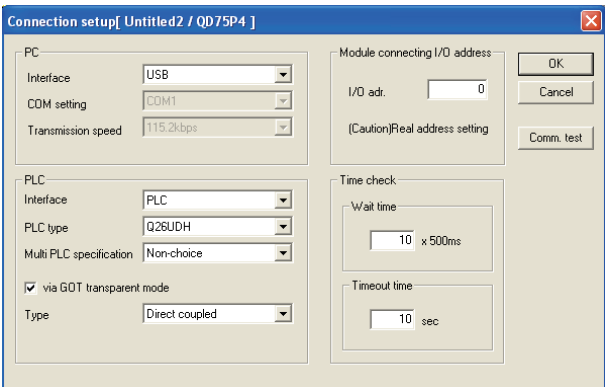 Connection setup[ Untitled2 / QD75P4 ]
PC
Interface USB
COM setting COM1
Transmission speed 115.2kbps
Module connecting I/O address
I/O adr. 0
(Caution)Real address setting
OK
Cancel
Comm. test
PLC
Interface PLC
PLC type Q26UDH
Multi PLC specification Non-choice
via GOT transparent mode
Type Direct coupled
Time check
Wait time
10 x 500ms
Timeout time
10 sec